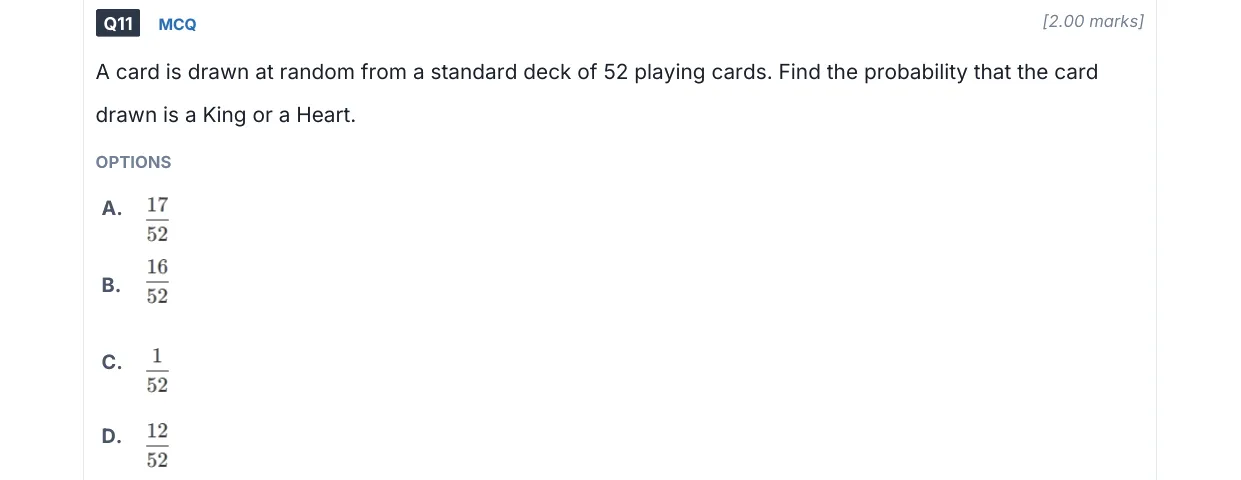 Q11 MCQ [2.00 marks]
A card is drawn at random from a standard deck of 52 playing cards. Find the probability that the card
drawn is a King or a Heart.
OPTIONS
A. 17/52
B. 16/52
C. 1/52
D. 12/52